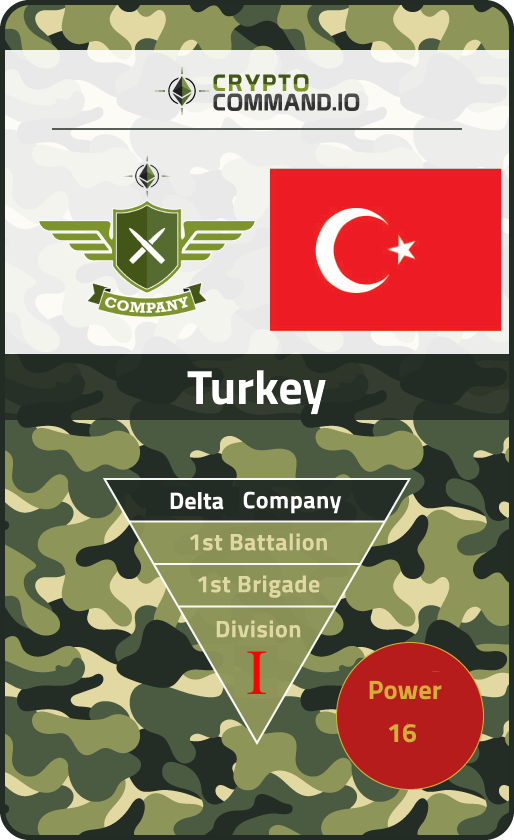 CRYPTO
COMMAND.IO
COMPANY
Turkey
Delta Company
1st Battalion
1st Brigade
Division
I
Power
16